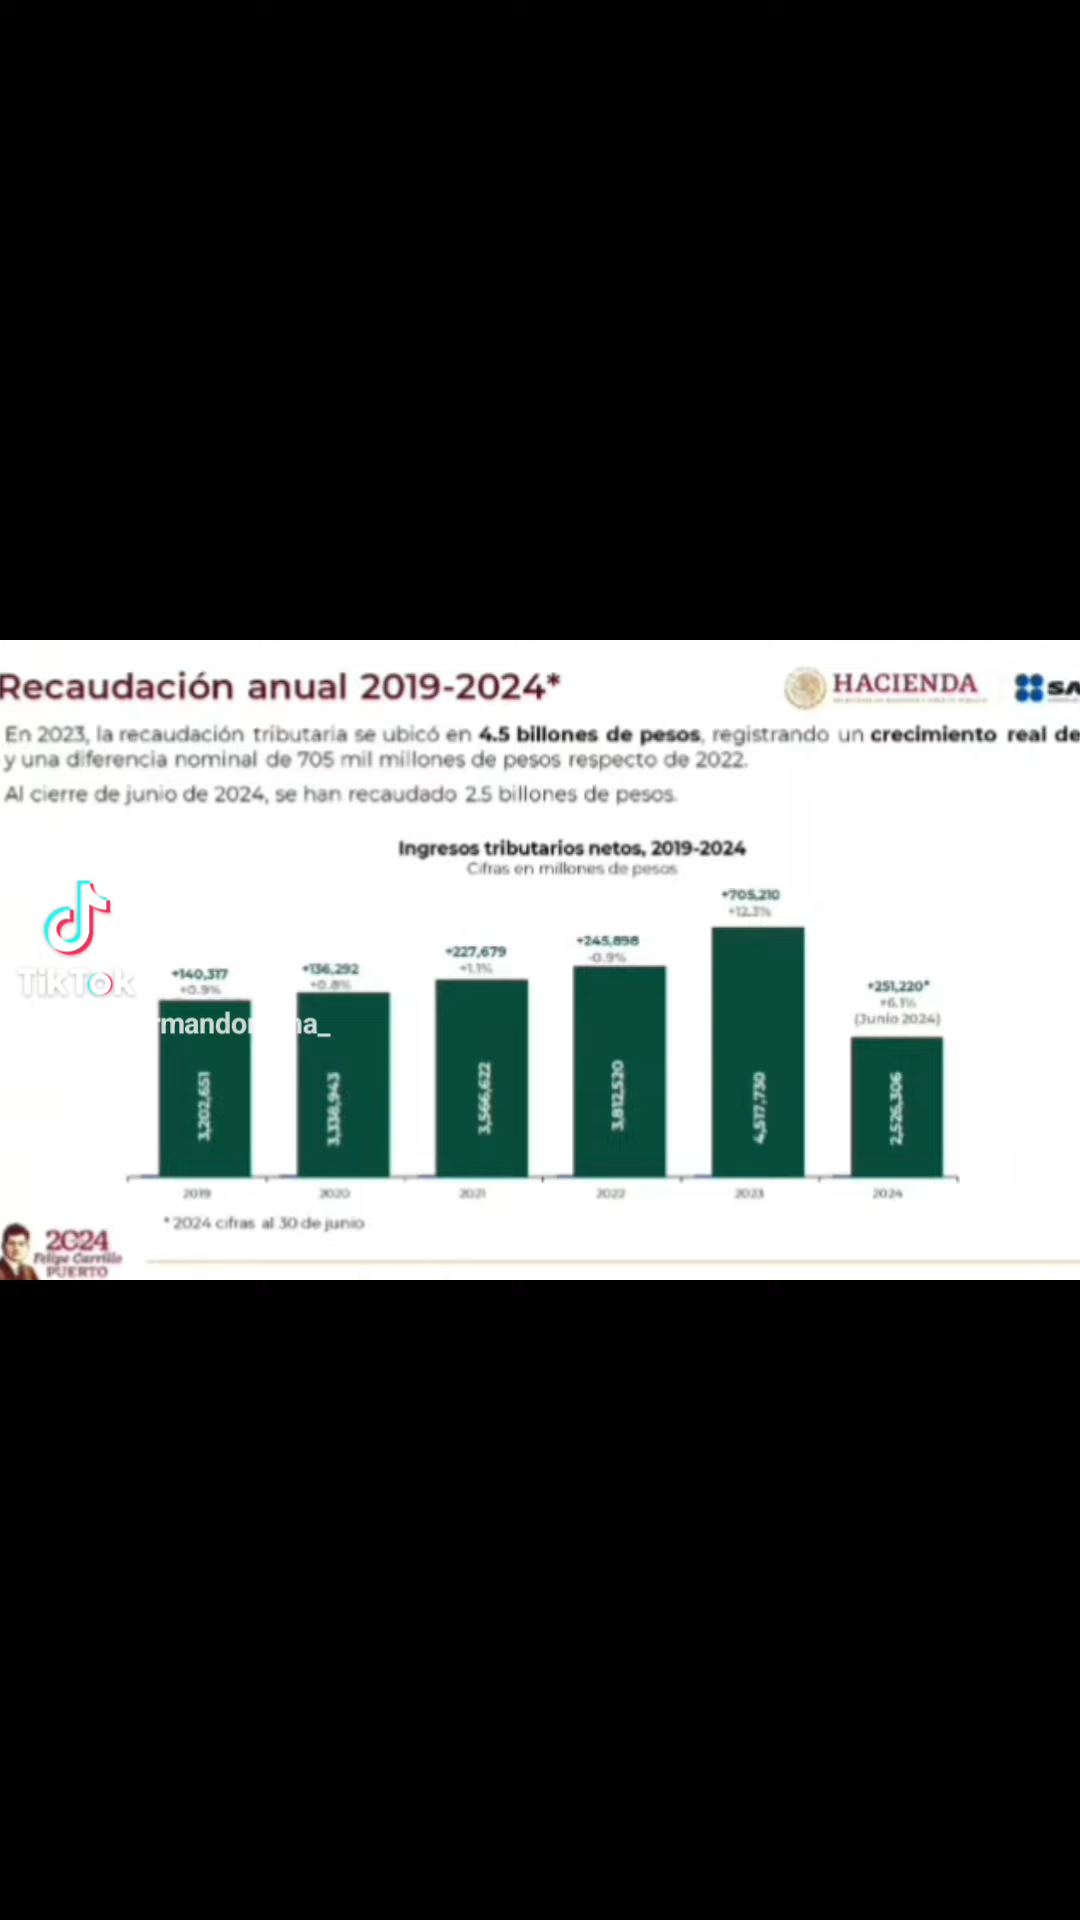 Recaudación anual 2019-2024*
HACIENDA
SA
En 2023, la recaudación tributaria se ubicó en 4.5 billones de pesos, registrando un crecimiento real de
y una diferencia nominal de 705 mil millones de pesos respecto de 2022.
Al cierre de junio de 2024, se han recaudado 2.5 billones de pesos.
Ingresos tributarios netos, 2019-2024
Cifras en millones de pesos
+140,317
+0.9%
+136,292
+0.8%
+227,679
+1.1%
+245,898
-0.9%
+705,210
+12.3%
+251,220*
+6.1%
(Junio 2024)
3,202,651
3,338,943
3,566,622
3,812,520
4,517,730
2,526,306
2019
2020
2021
2022
2023
2024
* 2024 cifras al 30 de junio
TikTok
2024
Felipe Carrillo
PUERTO